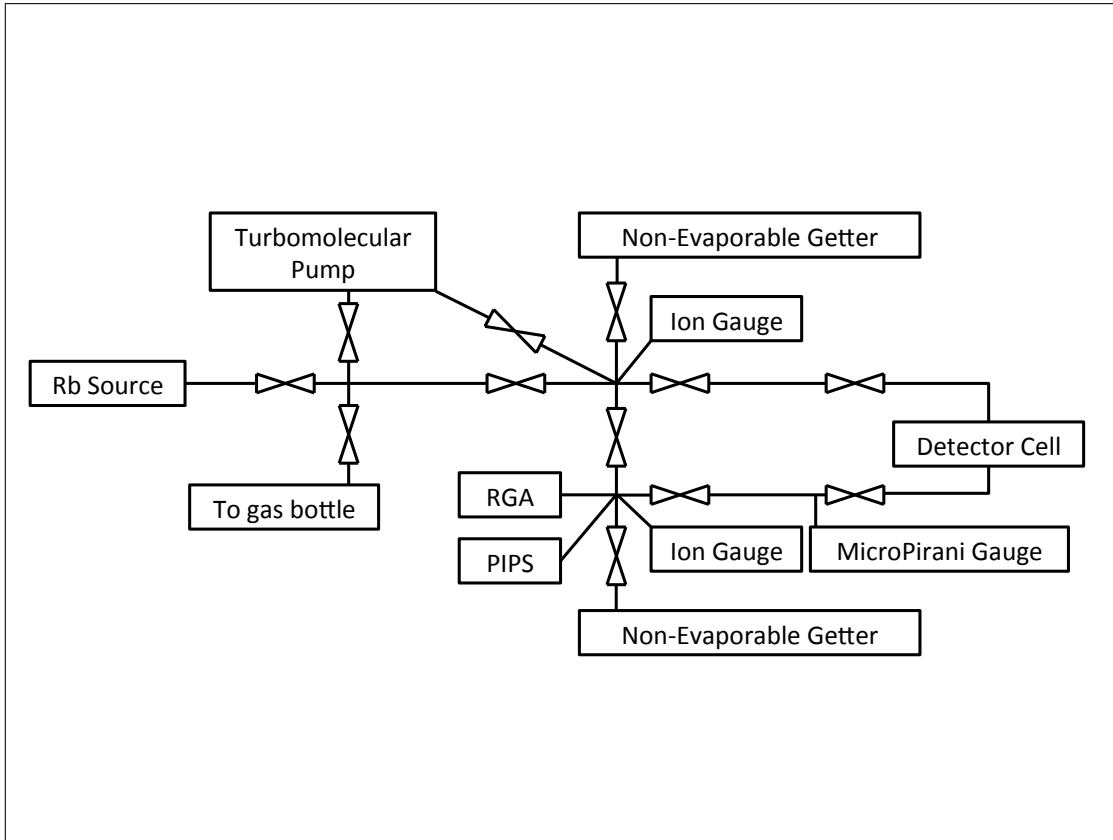 Turbomolecular
Pump
Non-Evaporable Getter
Ion Gauge
Rb Source
Detector Cell
RGA
To gas bottle
PIPS
Ion Gauge
MicroPirani Gauge
Non-Evaporable Getter